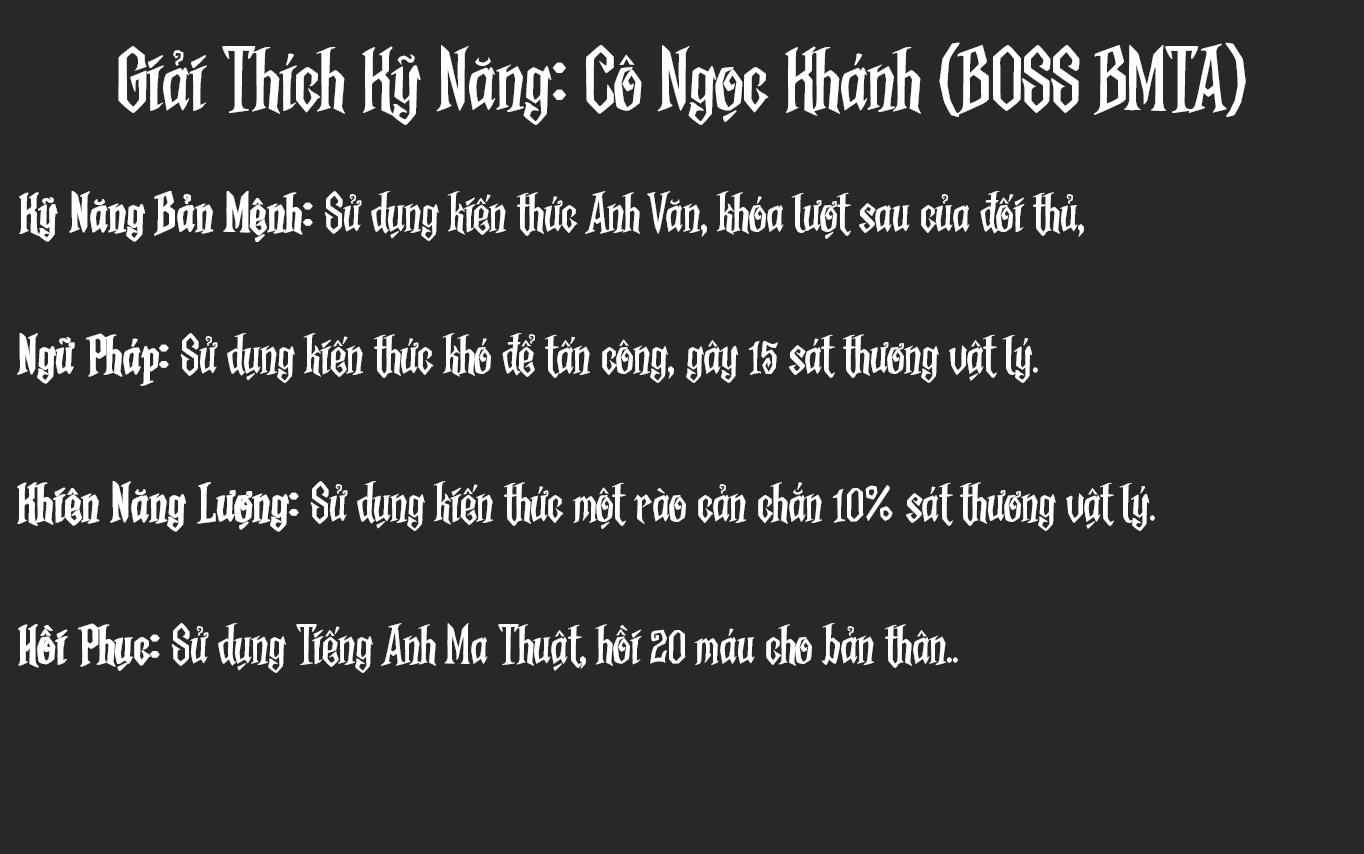 Giải Thích Kỹ Năng: Cô Ngọc Khánh (BOSS BMTA)
Kỹ Năng Bản Mệnh: Sử dụng kiến thức Anh Văn, khóa lượt sau của đối thủ,
Ngữ Pháp: Sử dụng kiến thức khó để tấn công, gây 15 sát thương vật lý.
Khiên Năng Lượng: Sử dụng kiến thức một rào cản chắn 10% sát thương vật lý.
Hồi Phục: Sử dụng Tiếng Anh Ma Thuật, hồi 20 máu cho bản thân..